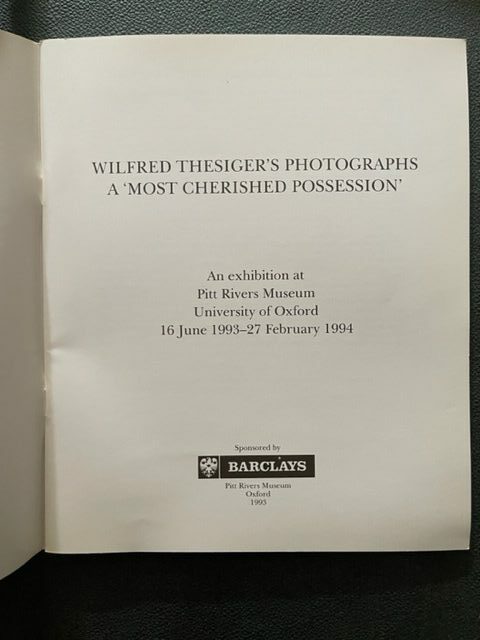 WILFRED THESIGER'S PHOTOGRAPHS
A 'MOST CHERISHED POSSESSION'
An exhibition at
Pitt Rivers Museum
University of Oxford
16 June 1993–27 February 1994
Sponsored by
BARCLAYS
Pitt Rivers Museum
Oxford
1993